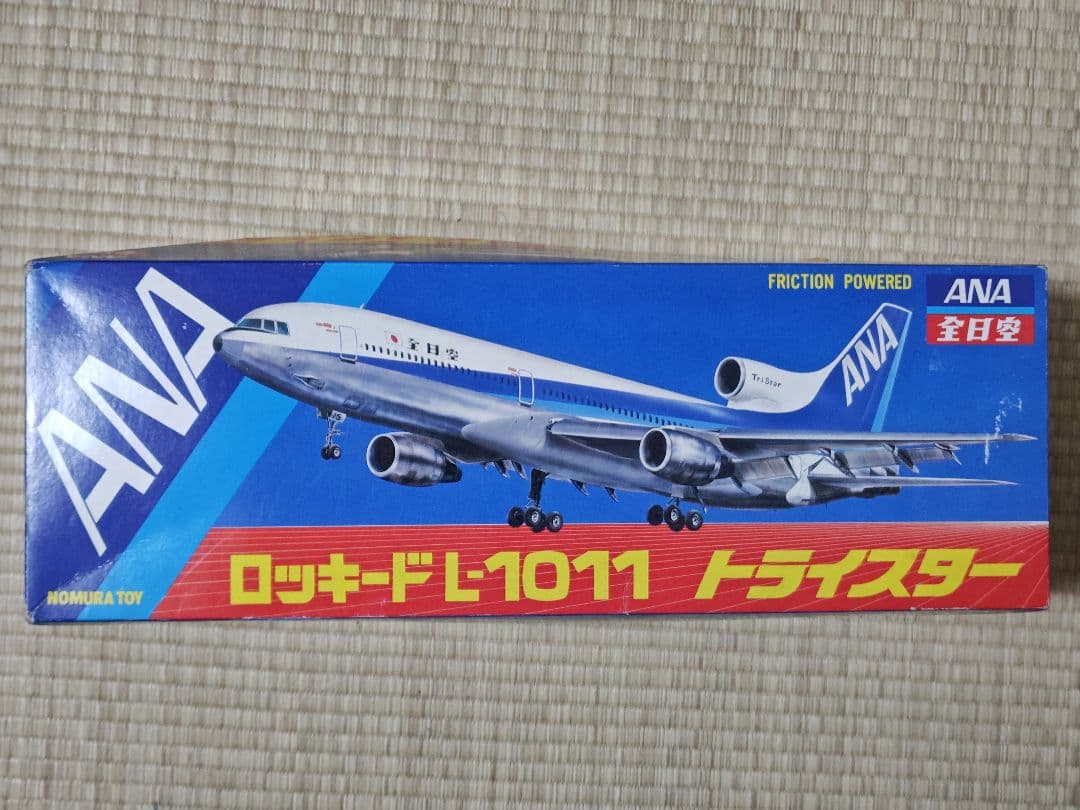 ANA
FRICTION POWERED
ANA
全日空
全日空
TriStar
ANA
ロッキード L-1011 トライスター
NOMURA TOY